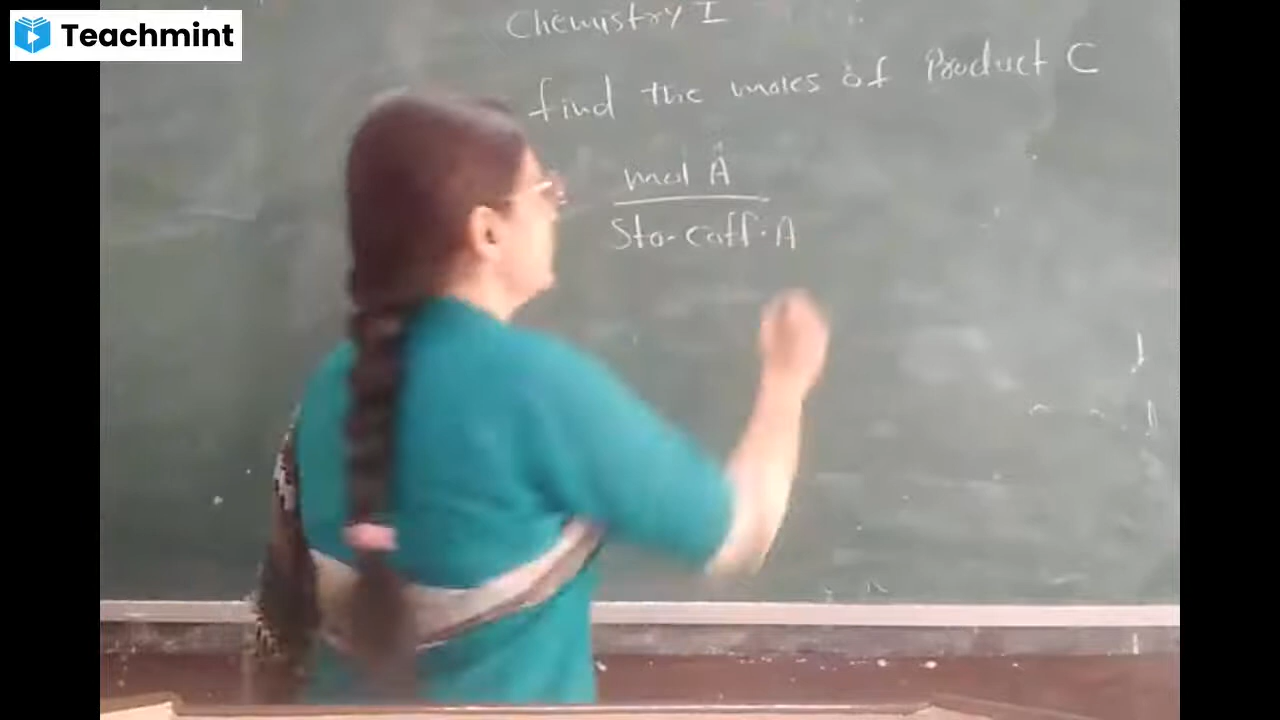 Teachmint
Chemistry I
find the moles of Product C
mol A
Sto. Coff. A